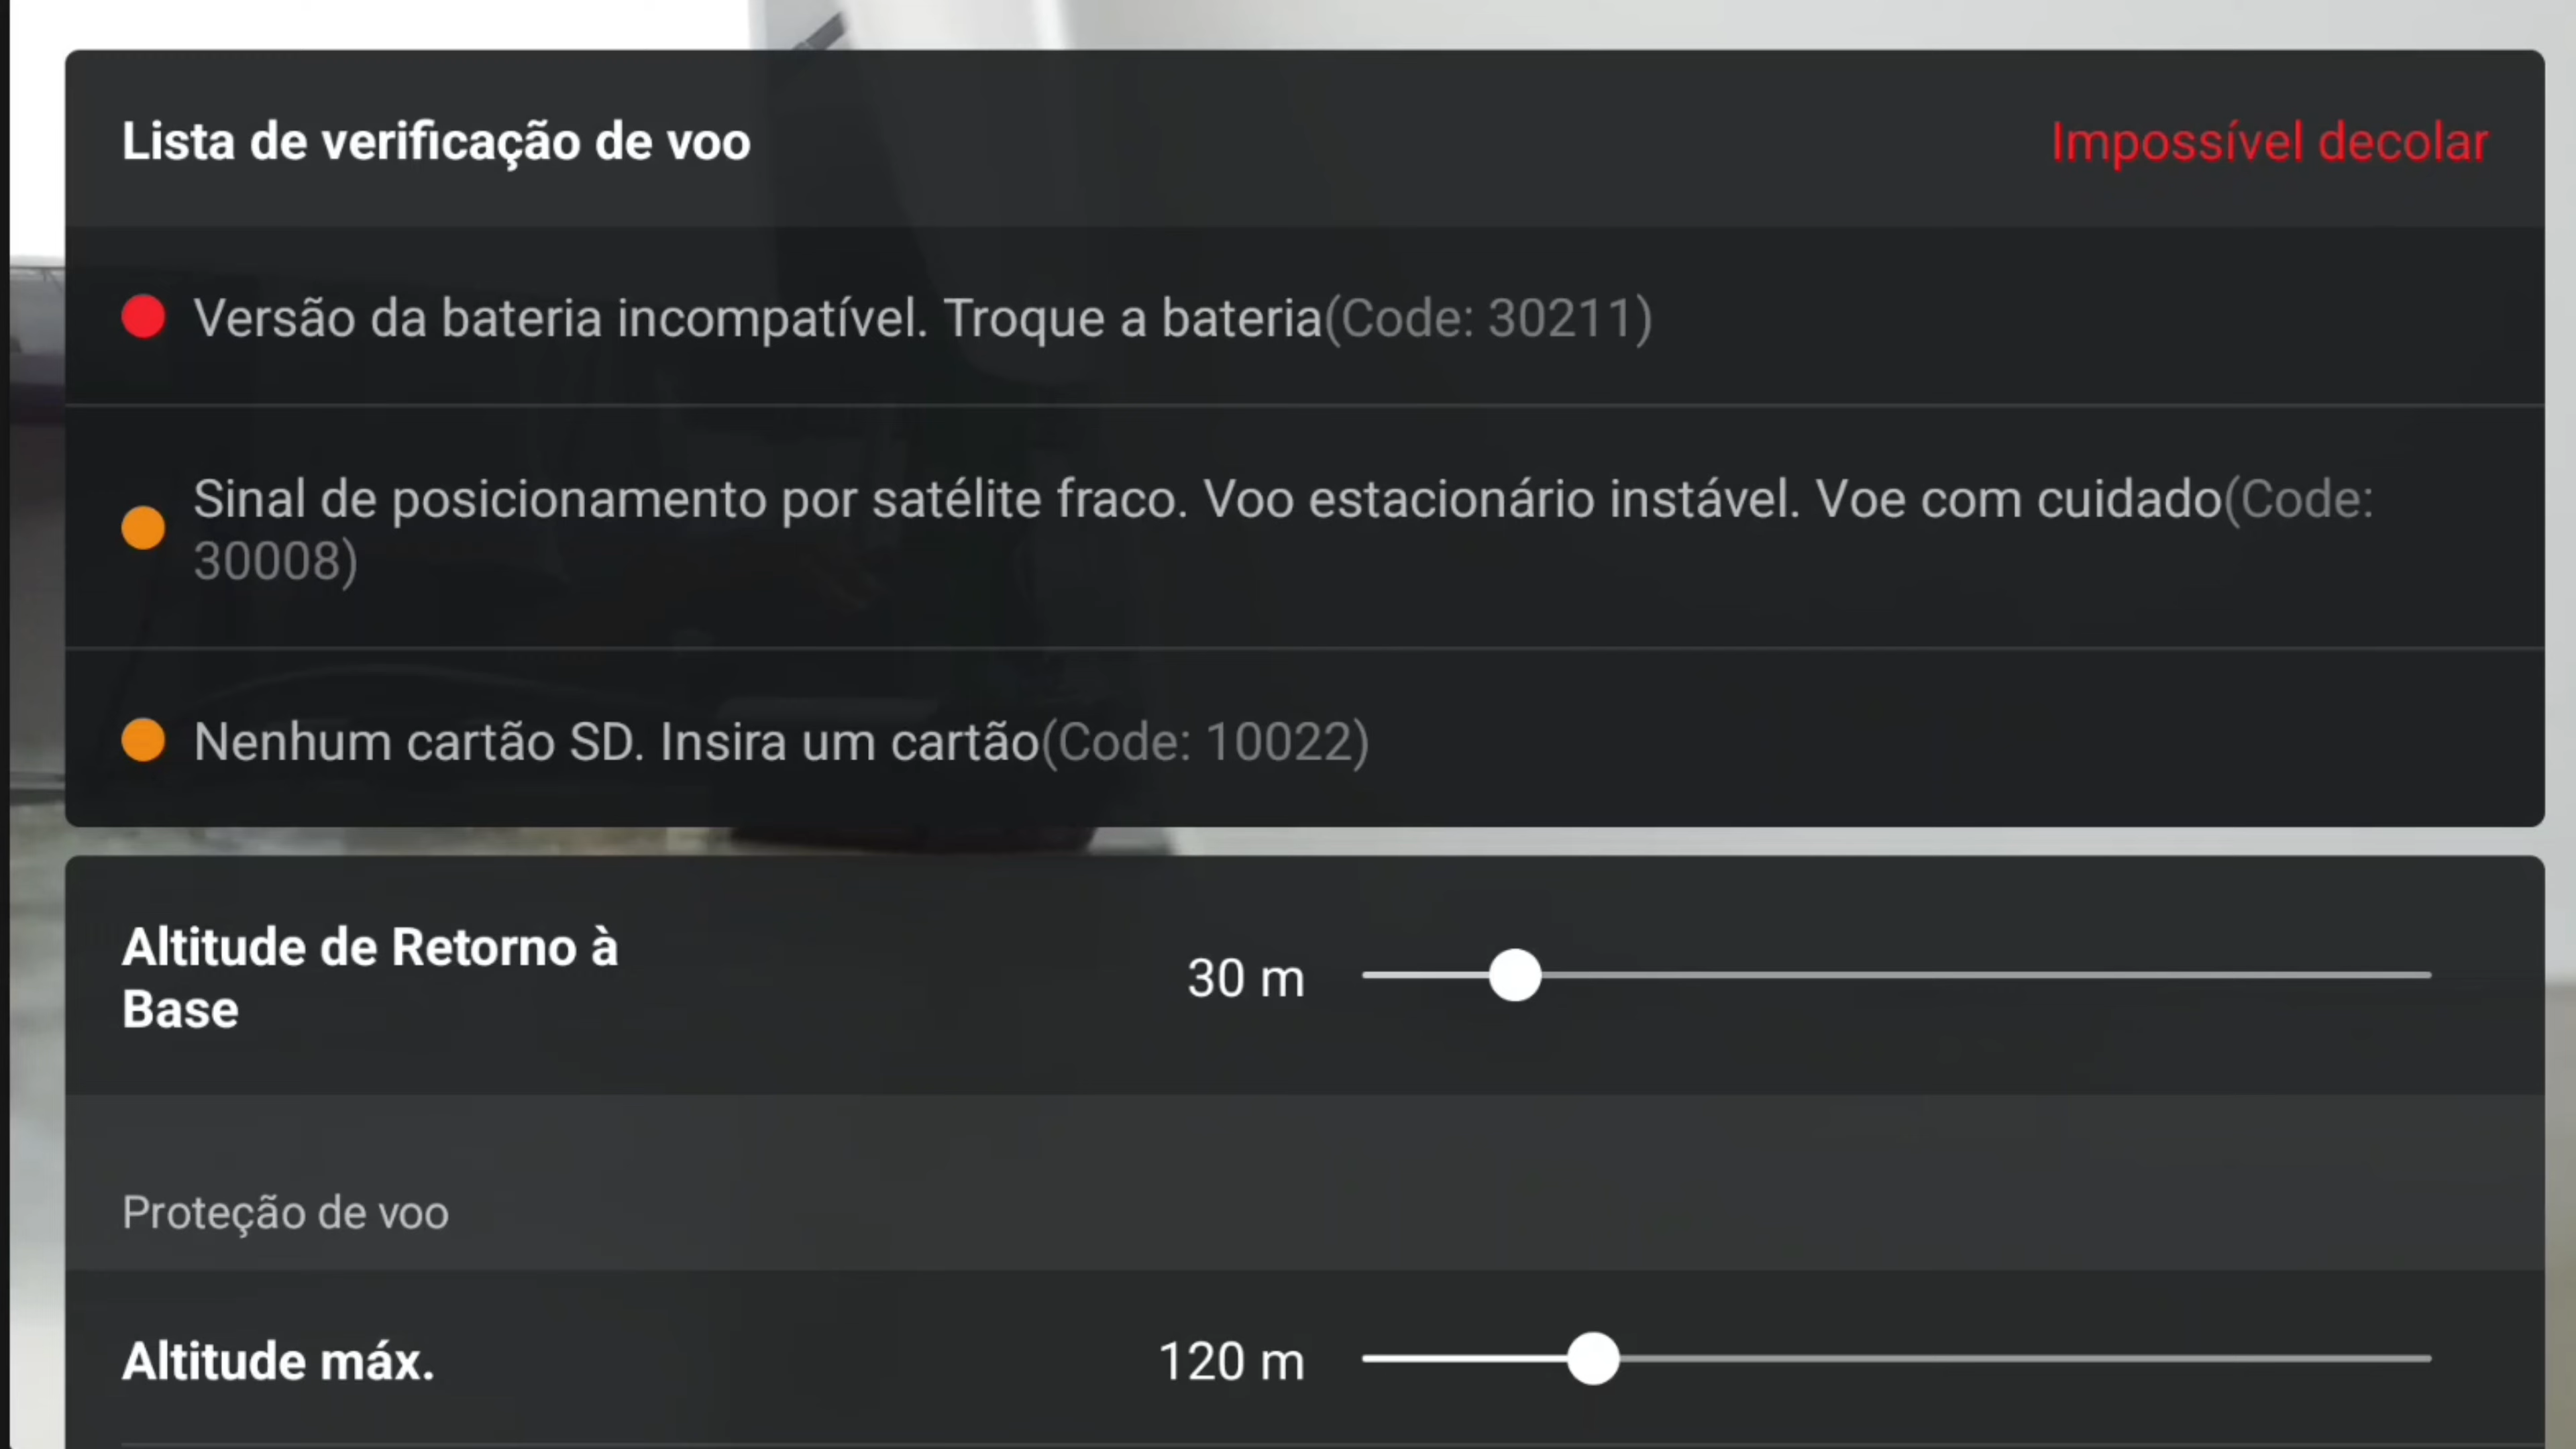 Lista de verificação de voo
Impossível decolar
Versão da bateria incompatível. Troque a bateria(Code: 30211)
Sinal de posicionamento por satélite fraco. Voo estacionário instável. Voe com cuidado(Code:
30008)
Nenhum cartão SD. Insira um cartão(Code: 10022)
Altitude de Retorno à
Base
30 m
Proteção de voo
Altitude máx.
120 m